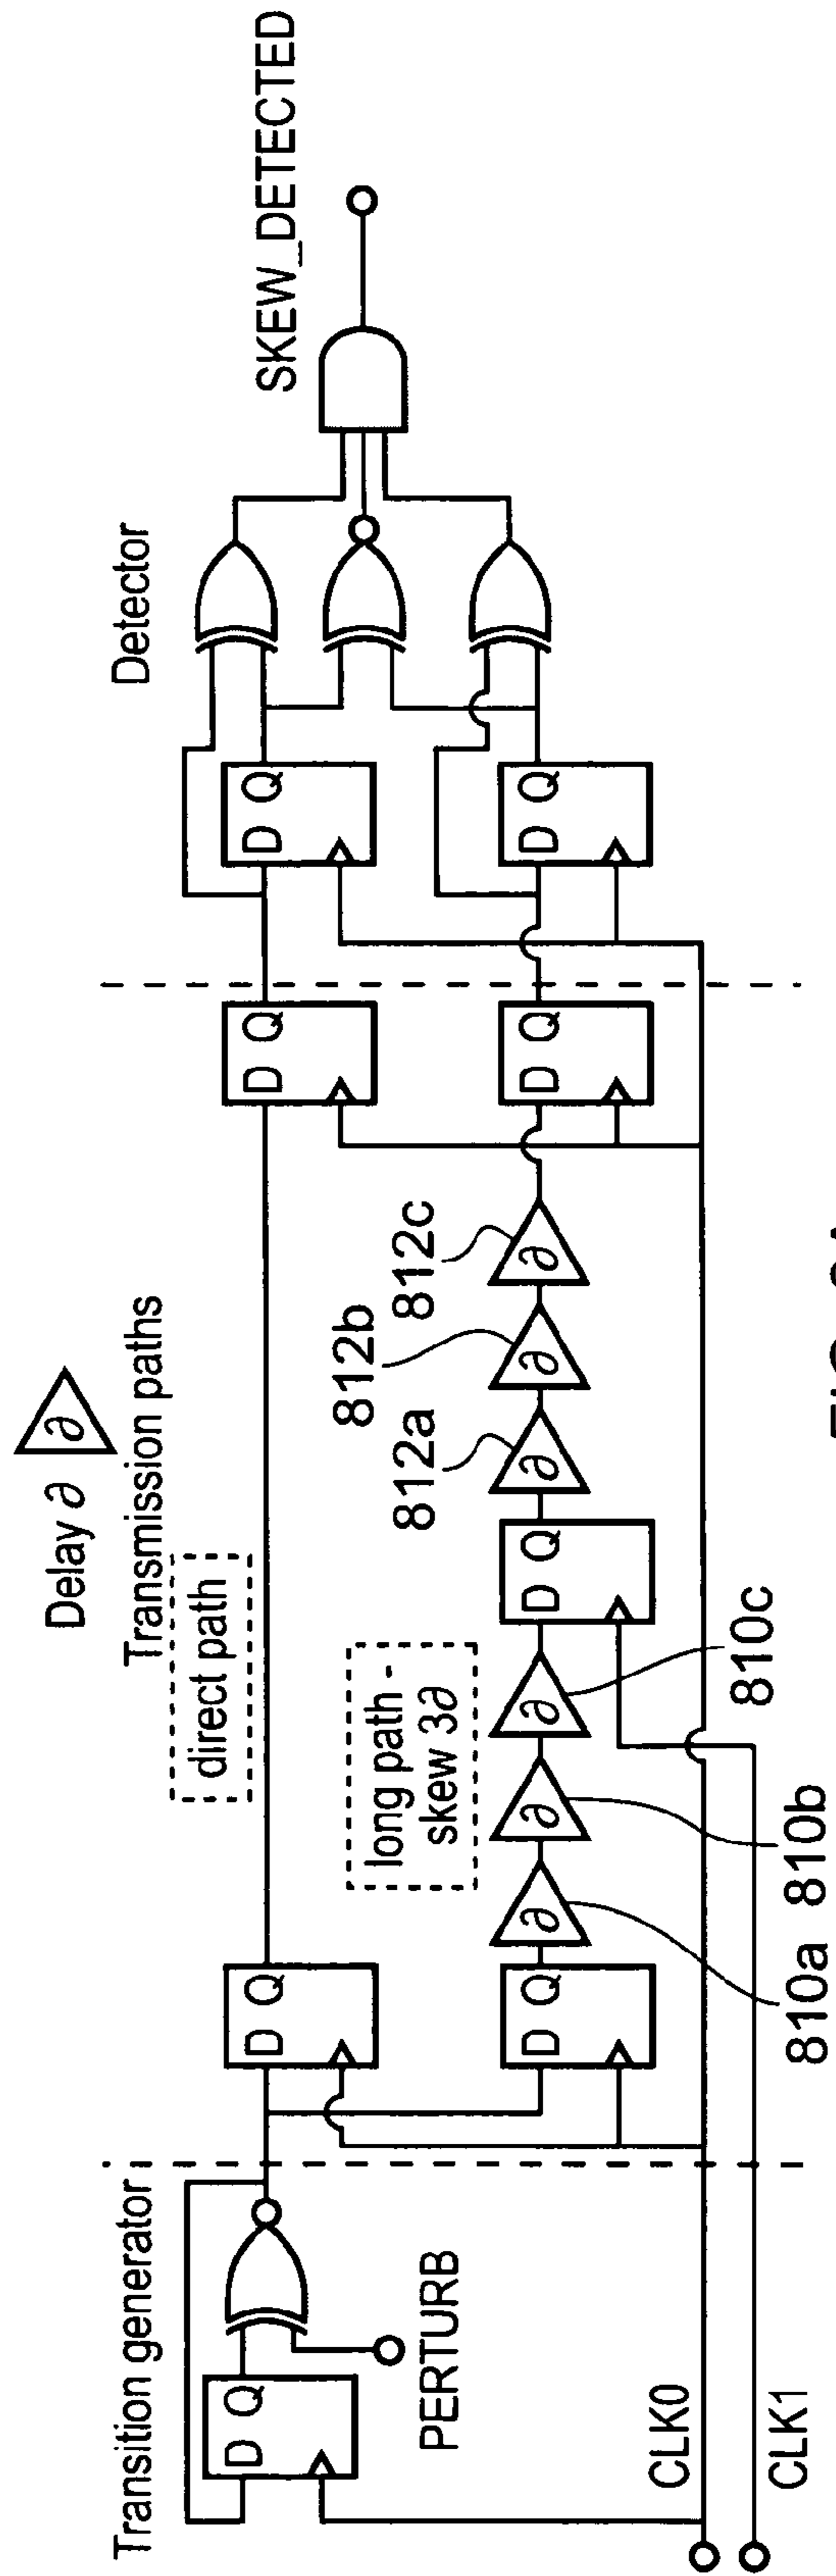 Delay ∂ ∂
Transition generator
Transmission paths
Detector
direct path
long path -
skew 3∂
D Q
D Q
D Q
D Q
D Q
D Q
D Q
D Q
∂
∂
∂
∂
∂
∂
810a
810b
810c
812a
812b
812c
PERTURB
SKEW_DETECTED
CLK0
CLK1